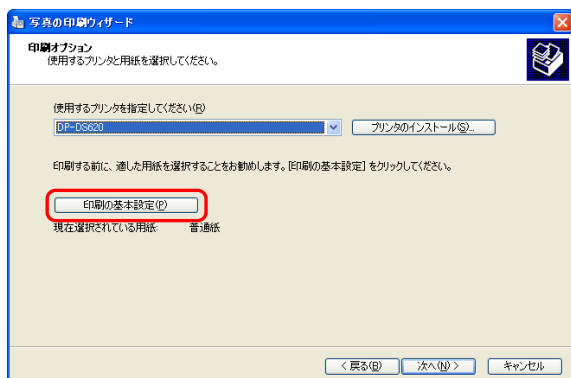 写真の印刷ウィザード
印刷オプション
使用するプリンタと用紙を選択してください。
使用するプリンタを指定してください(R)
DP-DS620
プリンタのインストール(S)...
印刷する前に、適した用紙を選択することをお勧めします。[印刷の基本設定] をクリックしてください。
印刷の基本設定(P)
現在選択されている用紙: 普通紙
< 戻る(B) 次へ(N) > キャンセル